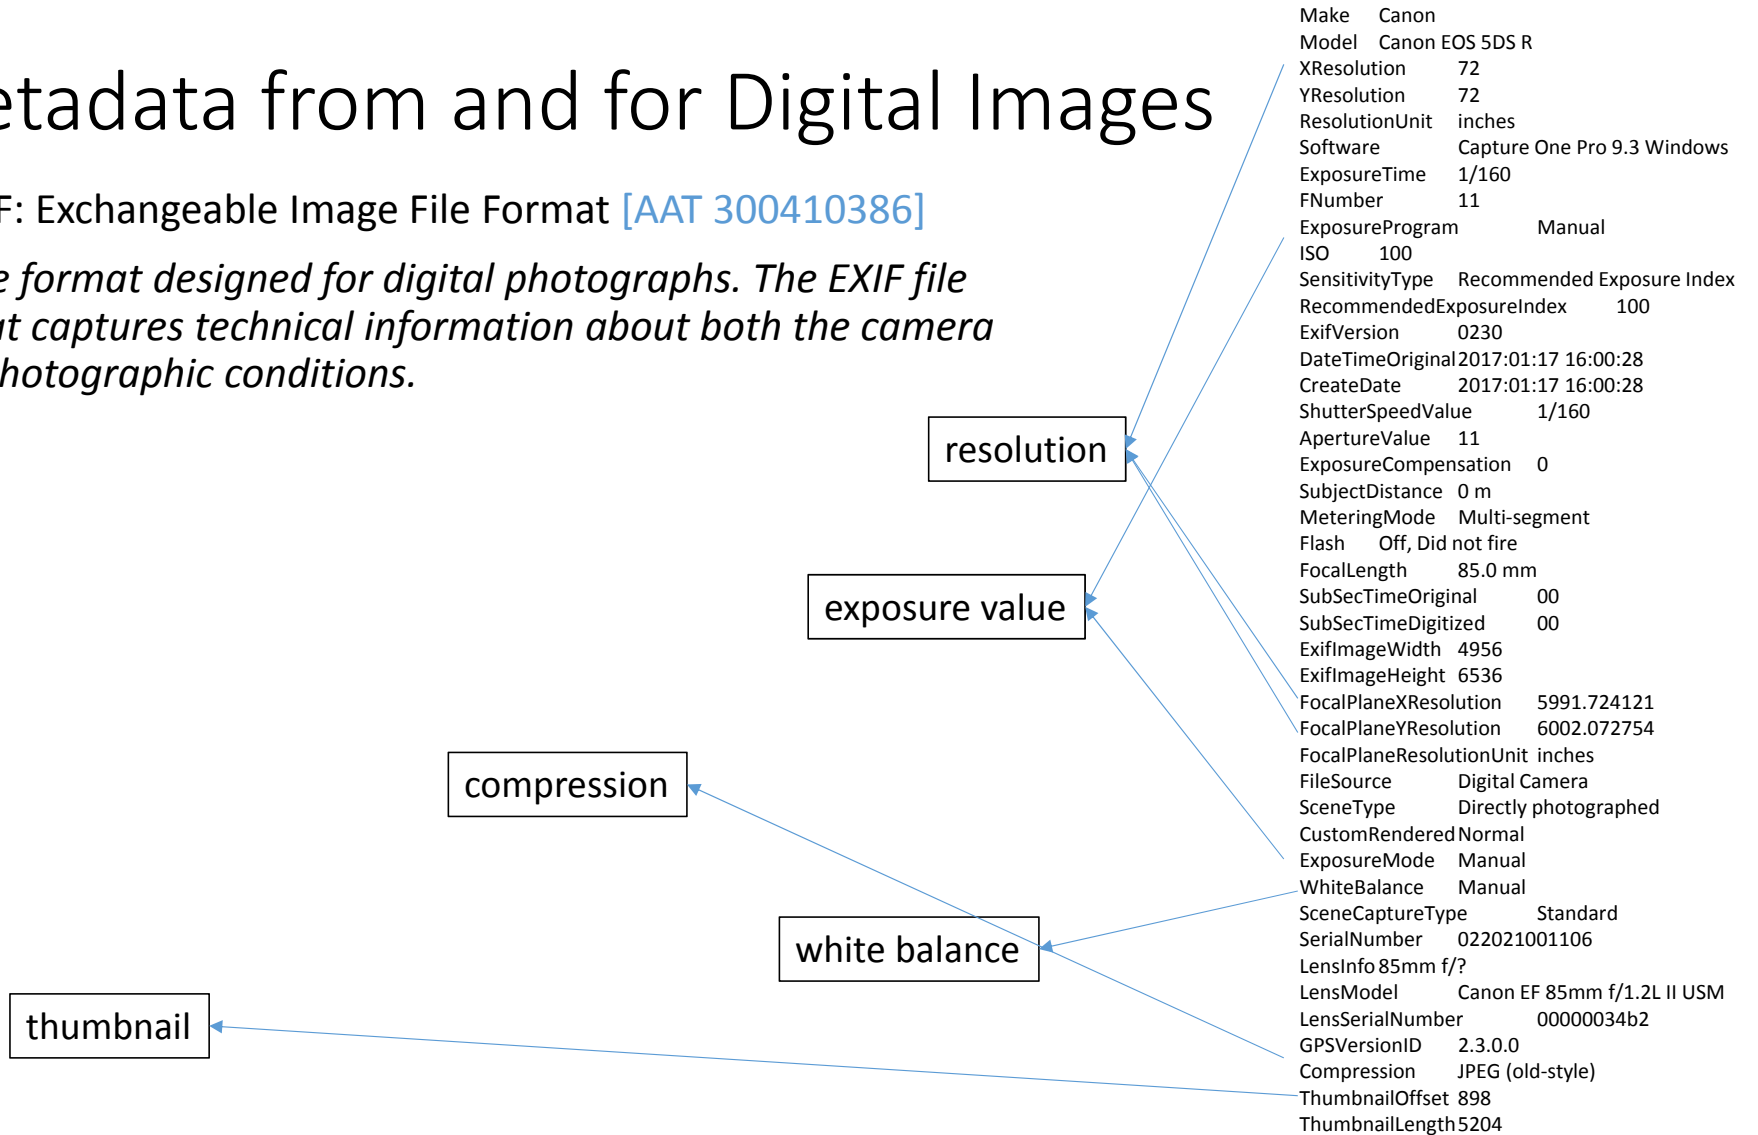 etadata from and for Digital Images
F: Exchangeable Image File Format [AAT 300410386]
e format designed for digital photographs. The EXIF file
at captures technical information about both the camera
hotographic conditions.
resolution
exposure value
compression
white balance
thumbnail
Make Canon
Model Canon EOS 5DS R
XResolution 72
YResolution 72
ResolutionUnit inches
Software Capture One Pro 9.3 Windows
ExposureTime 1/160
FNumber 11
ExposureProgram Manual
ISO 100
SensitivityType Recommended Exposure Index
RecommendedExposureIndex 100
ExifVersion 0230
DateTimeOriginal 2017:01:17 16:00:28
CreateDate 2017:01:17 16:00:28
ShutterSpeedValue 1/160
ApertureValue 11
ExposureCompensation 0
SubjectDistance 0 m
MeteringMode Multi-segment
Flash Off, Did not fire
FocalLength 85.0 mm
SubSecTimeOriginal 00
SubSecTimeDigitized 00
ExifImageWidth 4956
ExifImageHeight 6536
FocalPlaneXResolution 5991.724121
FocalPlaneYResolution 6002.072754
FocalPlaneResolutionUnit inches
FileSource Digital Camera
SceneType Directly photographed
CustomRendered Normal
ExposureMode Manual
WhiteBalance Manual
SceneCaptureType Standard
SerialNumber 022021001106
LensInfo 85mm f/?
LensModel Canon EF 85mm f/1.2L II USM
LensSerialNumber 00000034b2
GPSVersionID 2.3.0.0
Compression JPEG (old-style)
ThumbnailOffset 898
ThumbnailLength 5204